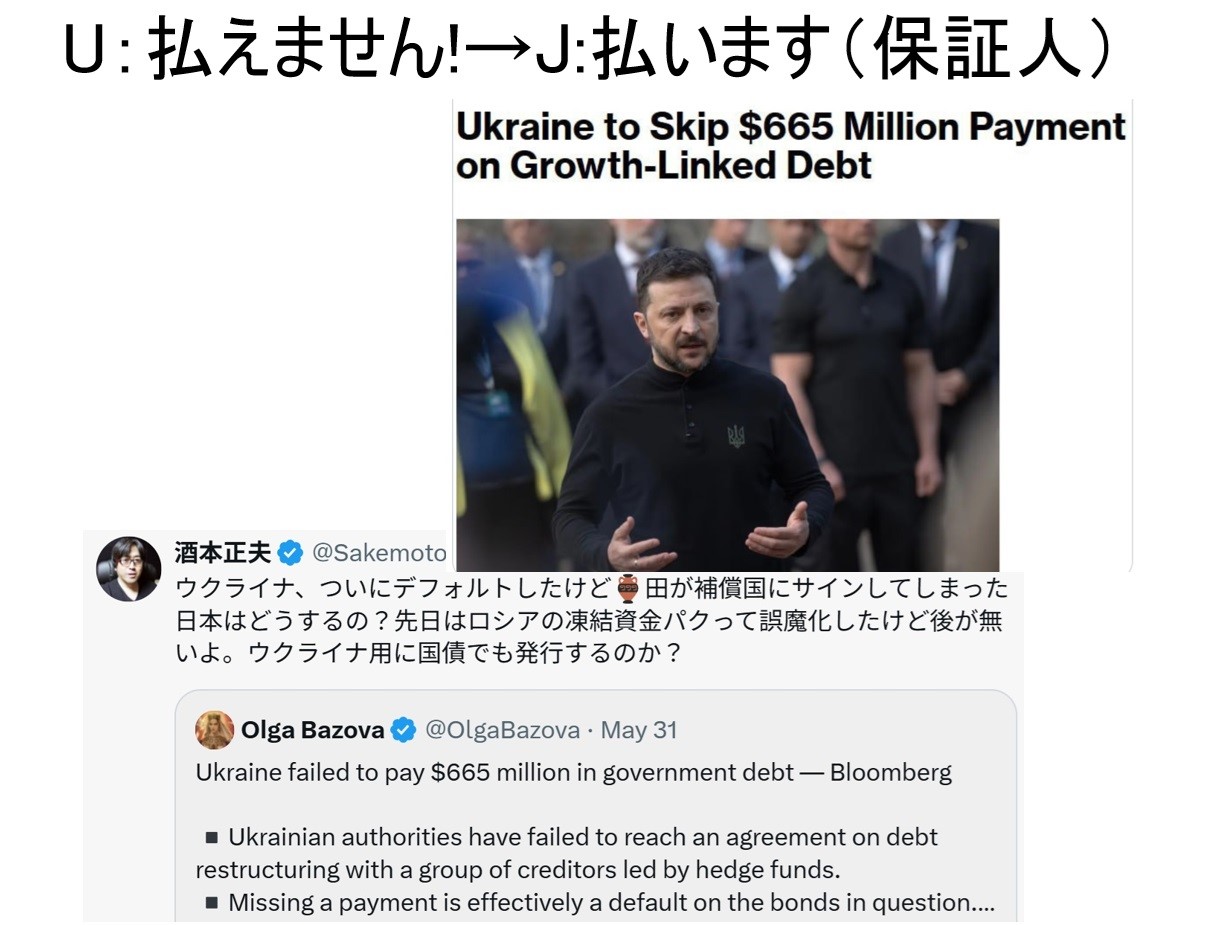 U：払えません!→J:払います（保証人）
Ukraine to Skip $665 Million Payment
on Growth-Linked Debt
酒本正夫 @Sakemoto
ウクライナ、ついにデフォルトしたけど🏺田が補償国にサインしてしまった
日本はどうするの？先日はロシアの凍結資金パクって誤魔化したけど後が無
いよ。ウクライナ用に国債でも発行するのか？
Olga Bazova @OlgaBazova · May 31
Ukraine failed to pay $665 million in government debt — Bloomberg
◾ Ukrainian authorities have failed to reach an agreement on debt
restructuring with a group of creditors led by hedge funds.
◾ Missing a payment is effectively a default on the bonds in question....